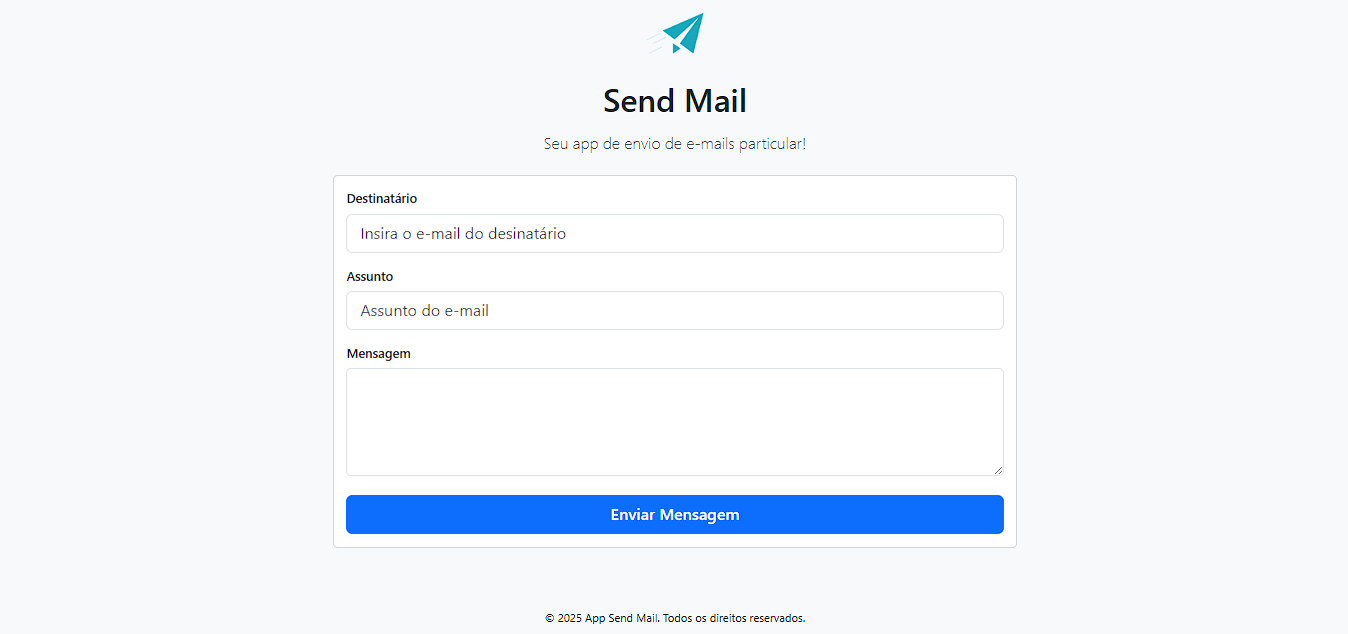 Send Mail
Seu app de envio de e-mails particular!
Destinatário
Insira o e-mail do desinatário
Assunto
Assunto do e-mail
Mensagem
Enviar Mensagem
© 2025 App Send Mail. Todos os direitos reservados.